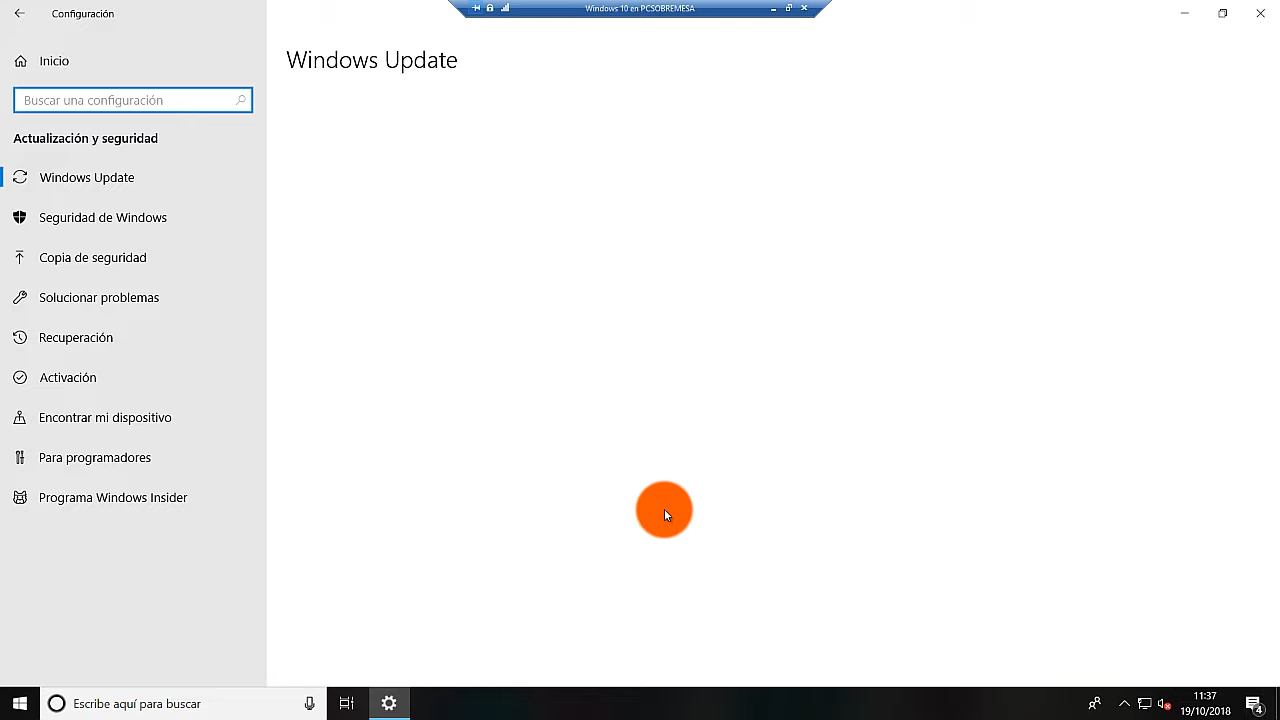 Configuración
Windows 10 en PCSOBREMESA
Windows Update
Inicio
Buscar una configuración
Actualización y seguridad
Windows Update
Seguridad de Windows
Copia de seguridad
Solucionar problemas
Recuperación
Activación
Encontrar mi dispositivo
Para programadores
Programa Windows Insider
Escribe aquí para buscar
11:37
19/10/2018
4